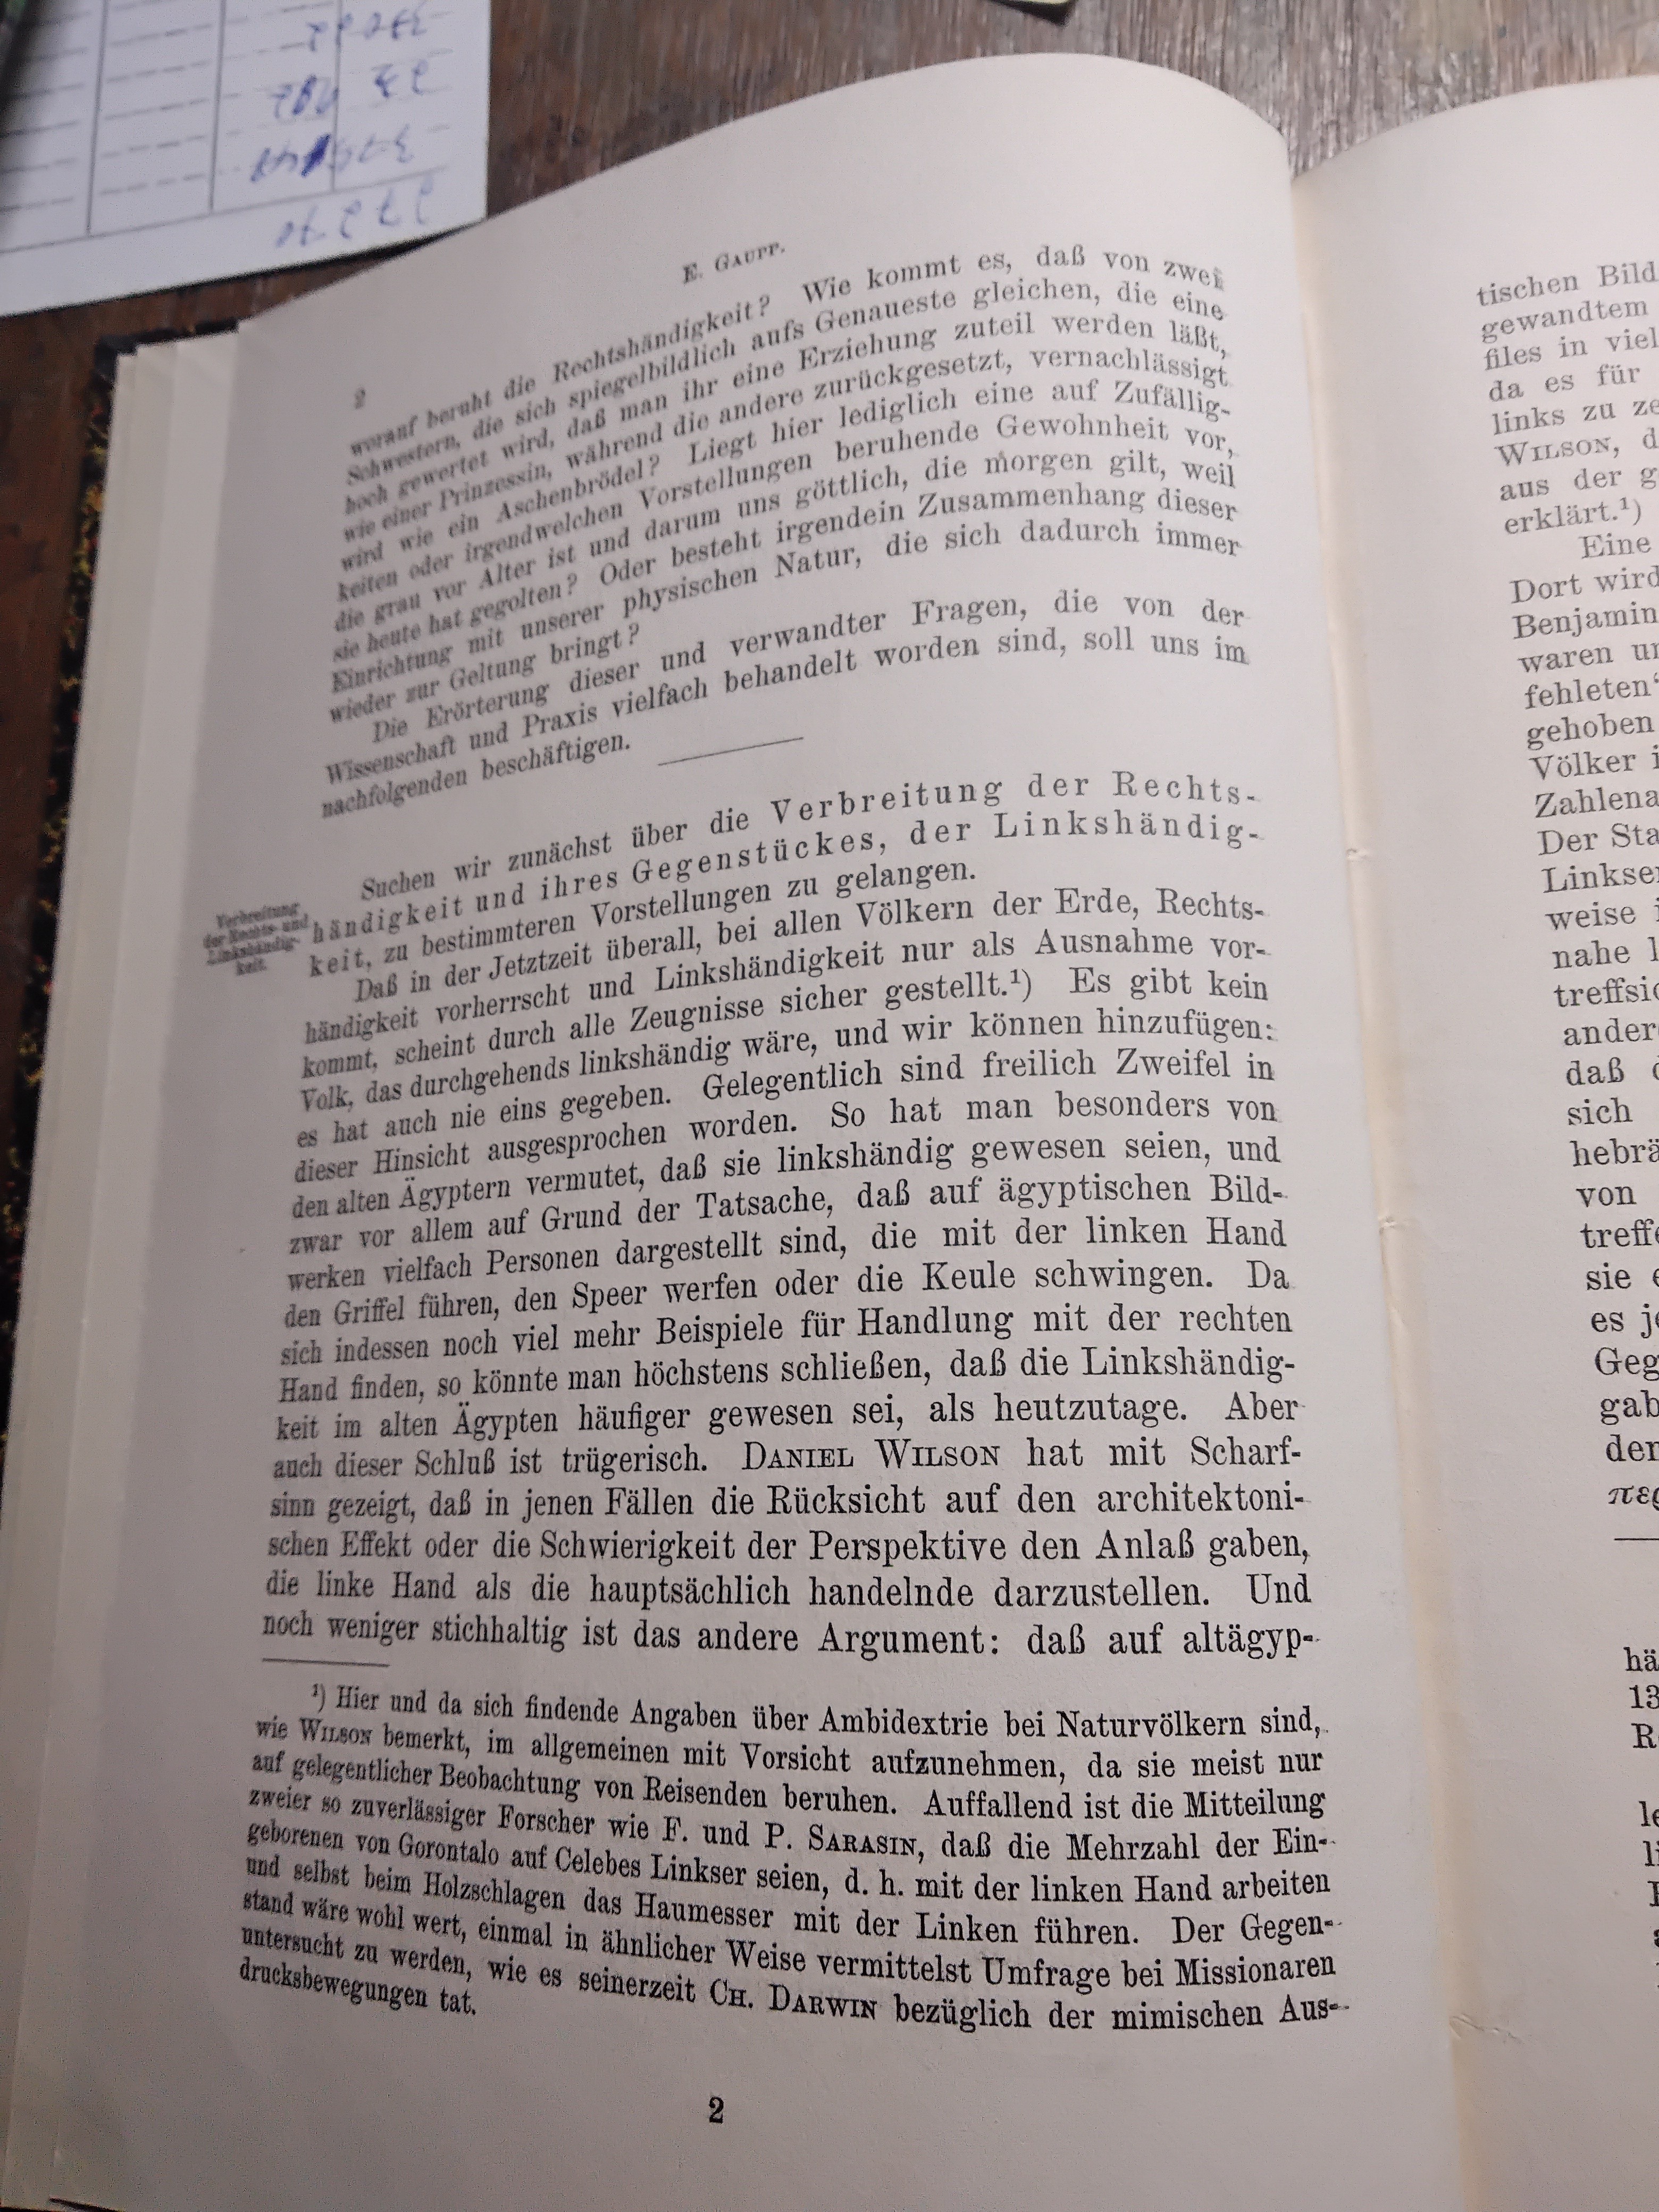 2
E. Gaupp.
worauf beruht die Rechtshändigkeit? Wie kommt es, daß von zwei
Schwestern, die sich spiegelbildlich aufs Genaueste gleichen, die eine
hoch gewertet wird, daß man ihr eine Erziehung zuteil werden läßt,
wie einer Prinzessin, während die andere zurückgesetzt, vernachlässigt
wird wie ein Aschenbrödel? Liegt hier lediglich eine auf Zufällig-
keiten oder irgendwelchen Vorstellungen beruhende Gewohnheit vor,
die grau vor Alter ist und darum uns göttlich, die morgen gilt, weil
sie heute hat gegolten? Oder besteht irgendein Zusammenhang dieser
Einrichtung mit unserer physischen Natur, die sich dadurch immer
wieder zur Geltung bringt?
Die Erörterung dieser und verwandter Fragen, die von der
Wissenschaft und Praxis vielfach behandelt worden sind, soll uns im
nachfolgenden beschäftigen.
Suchen wir zunächst über die Verbreitung der Rechts-
händigkeit und ihres Gegenstückes, der Linkshändig-
keit, zu bestimmteren Vorstellungen zu gelangen.
Verbreitung
der Rechts- und
Linkshändig-
keit.
Daß in der Jetztzeit überall, bei allen Völkern der Erde, Rechts-
händigkeit vorherrscht und Linkshändigkeit nur als Ausnahme vor-
kommt, scheint durch alle Zeugnisse sicher gestellt.¹) Es gibt kein
Volk, das durchgehends linkshändig wäre, und wir können hinzufügen:
es hat auch nie eins gegeben. Gelegentlich sind freilich Zweifel in
dieser Hinsicht ausgesprochen worden. So hat man besonders von
den alten Ägyptern vermutet, daß sie linkshändig gewesen seien, und
zwar vor allem auf Grund der Tatsache, daß auf ägyptischen Bild-
werken vielfach Personen dargestellt sind, die mit der linken Hand
den Griffel führen, den Speer werfen oder die Keule schwingen. Da
sich indessen noch viel mehr Beispiele für Handlung mit der rechten
Hand finden, so könnte man höchstens schließen, daß die Linkshändig-
keit im alten Ägypten häufiger gewesen sei, als heutzutage. Aber
auch dieser Schluß ist trügerisch. Daniel Wilson hat mit Scharf-
sinn gezeigt, daß in jenen Fällen die Rücksicht auf den architektoni-
schen Effekt oder die Schwierigkeit der Perspektive den Anlaß gaben,
die linke Hand als die hauptsächlich handelnde darzustellen. Und
noch weniger stichhaltig ist das andere Argument: daß auf altägyp-
¹) Hier und da sich findende Angaben über Ambidextrie bei Naturvölkern sind,
wie Wilson bemerkt, im allgemeinen mit Vorsicht aufzunehmen, da sie meist nur
auf gelegentlicher Beobachtung von Reisenden beruhen. Auffallend ist die Mitteilung
zweier so zuverlässiger Forscher wie F. und P. Sarasin, daß die Mehrzahl der Ein-
geborenen von Gorontalo auf Celebes Linkser seien, d. h. mit der linken Hand arbeiten
und selbst beim Holzschlagen das Haumesser mit der Linken führen. Der Gegen-
stand wäre wohl wert, einmal in ähnlicher Weise vermittelst Umfrage bei Missionaren
untersucht zu werden, wie es seinerzeit Ch. Darwin bezüglich der mimischen Aus-
drucksbewegungen tat.
2
tischen Bild
gewandtem
files in viel
da es für
links zu ze
Wilson, d
aus der g
erklärt.¹)
Eine
Dort wird
Benjamin
waren un
fehleten“
gehoben
Völker i
Zahlena
Der Sta
Linkser
weise i
nahe l
treffsic
ander
daß
sich
hebrä
von
treffe
sie e
es je
Geg
gab
der
περ
hä
13
R
le
li